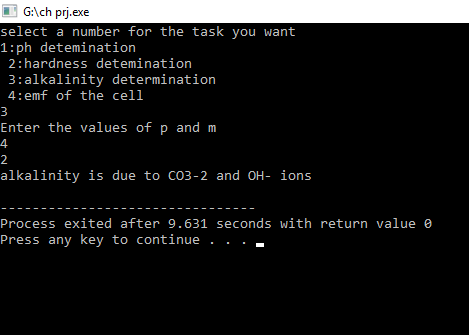 G:\ch prj.exe
select a number for the task you want
1:ph detemination
2:hardness detemination
3:alkalinity determination
4:emf of the cell
3
Enter the values of p and m
4
2
alkalinity is due to CO3-2 and OH- ions
--------------------------------
Process exited after 9.631 seconds with return value 0
Press any key to continue . . .